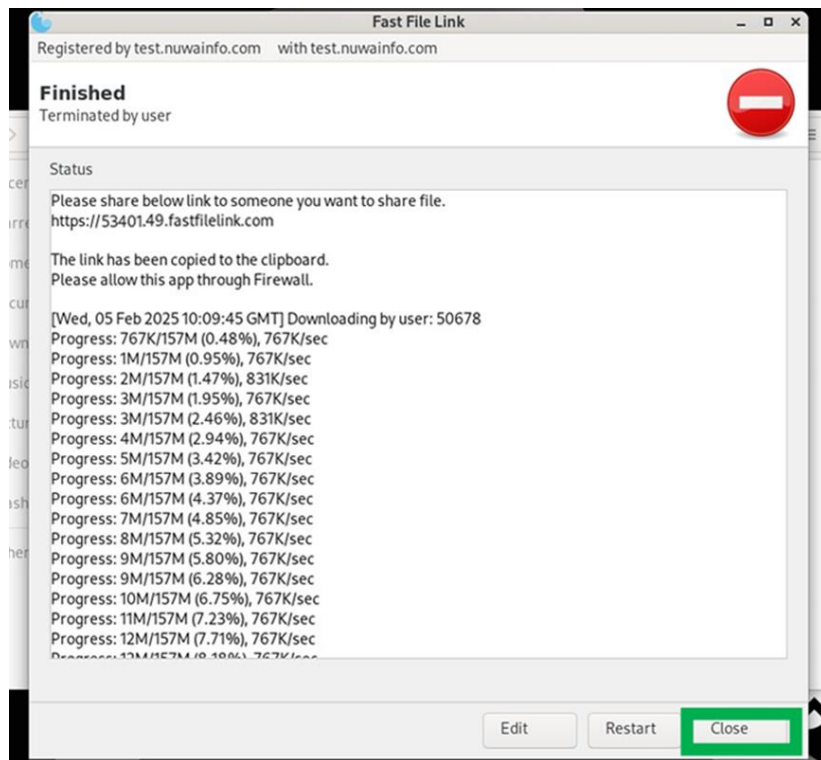 Fast File Link
Registered by test.nuwainfo.com with test.nuwainfo.com
Finished
Terminated by user
Status
Please share below link to someone you want to share file.
https://53401.49.fastfilelink.com
The link has been copied to the clipboard.
Please allow this app through Firewall.
[Wed, 05 Feb 2025 10:09:45 GMT] Downloading by user: 50678
Progress: 767K/157M (0.48%), 767K/sec
Progress: 1M/157M (0.95%), 767K/sec
Progress: 2M/157M (1.47%), 831K/sec
Progress: 3M/157M (1.95%), 767K/sec
Progress: 3M/157M (2.46%), 831K/sec
Progress: 4M/157M (2.94%), 767K/sec
Progress: 5M/157M (3.42%), 767K/sec
Progress: 6M/157M (3.89%), 767K/sec
Progress: 6M/157M (4.37%), 767K/sec
Progress: 7M/157M (4.85%), 767K/sec
Progress: 8M/157M (5.32%), 767K/sec
Progress: 9M/157M (5.80%), 767K/sec
Progress: 9M/157M (6.28%), 767K/sec
Progress: 10M/157M (6.75%), 767K/sec
Progress: 11M/157M (7.23%), 767K/sec
Progress: 12M/157M (7.71%), 767K/sec
Progress: 12M/157M (8.18%), 767K/sec
Edit Restart Close